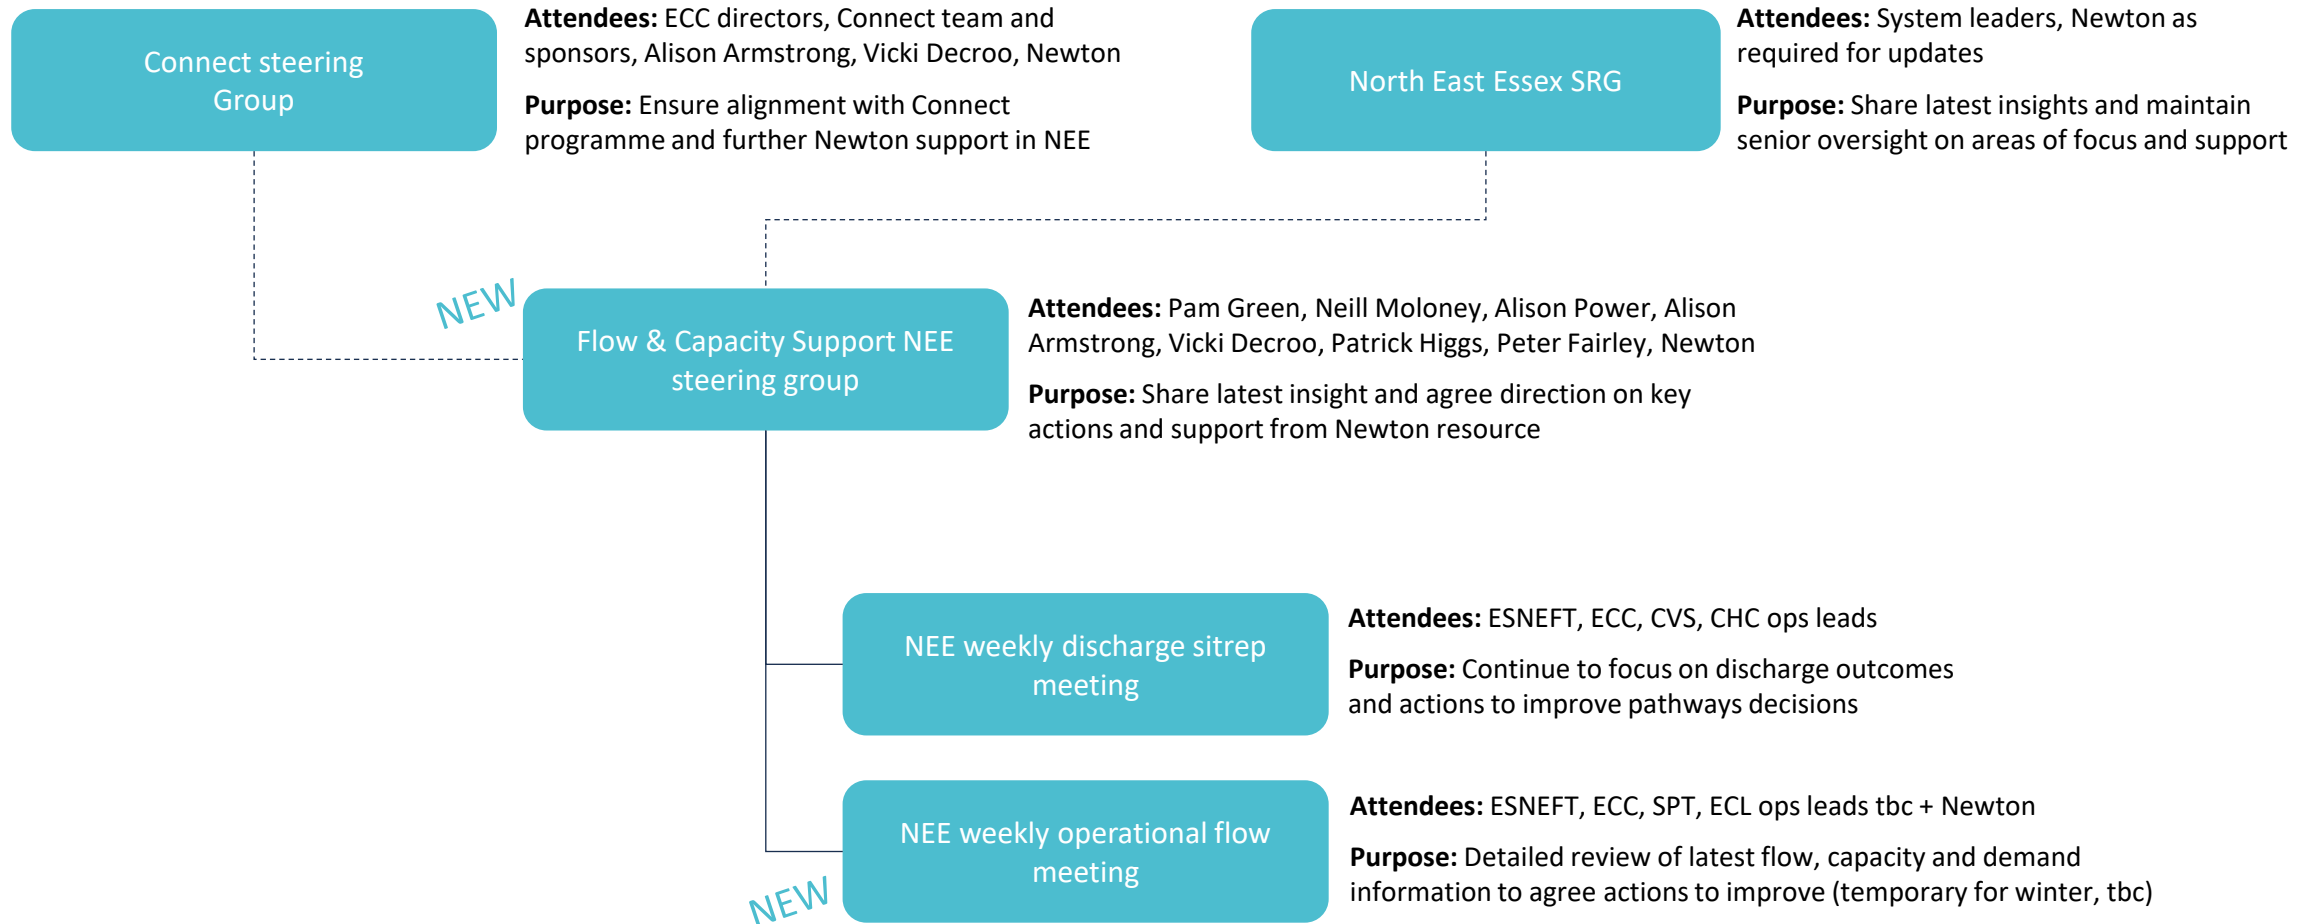 Connect steering
Group
Attendees: ECC directors, Connect team and
sponsors, Alison Armstrong, Vicki Decroo, Newton
Purpose: Ensure alignment with Connect
programme and further Newton support in NEE
North East Essex SRG
Attendees: System leaders, Newton as
required for updates
Purpose: Share latest insights and maintain
senior oversight on areas of focus and support
NEW
Flow & Capacity Support NEE
steering group
Attendees: Pam Green, Neill Moloney, Alison Power, Alison
Armstrong, Vicki Decroo, Patrick Higgs, Peter Fairley, Newton
Purpose: Share latest insight and agree direction on key
actions and support from Newton resource
NEE weekly discharge sitrep
meeting
Attendees: ESNEFT, ECC, CVS, CHC ops leads
Purpose: Continue to focus on discharge outcomes
and actions to improve pathways decisions
NEE weekly operational flow
meeting
NEW
Attendees: ESNEFT, ECC, SPT, ECL ops leads tbc + Newton
Purpose: Detailed review of latest flow, capacity and demand
information to agree actions to improve (temporary for winter, tbc)